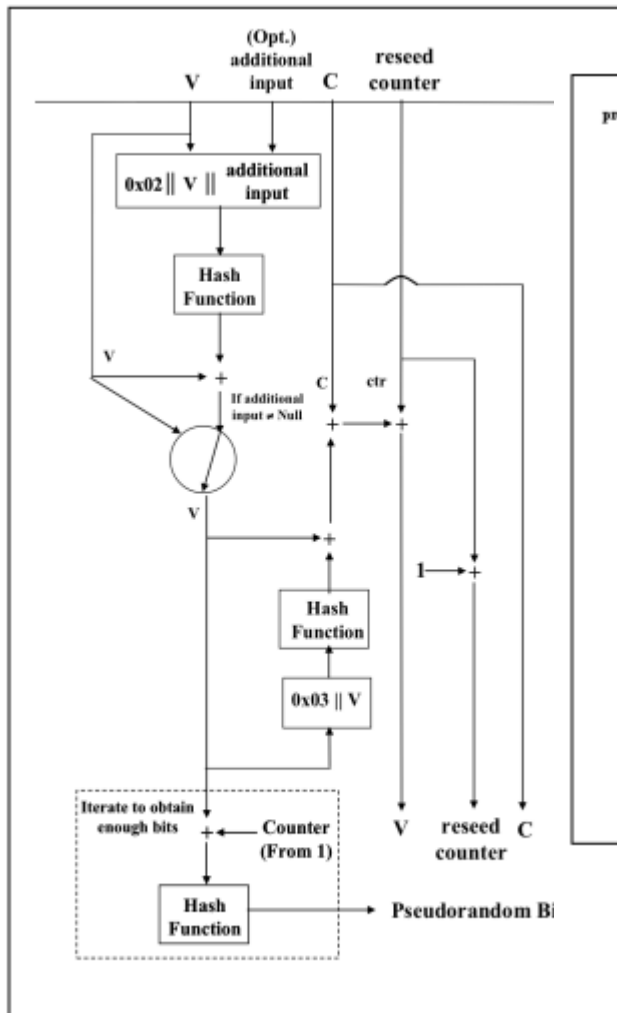 (Opt.)
additional
input
V
C
reseed
counter
pr
0x02 || V || additional
input
Hash
Function
V
+
If additional
input ≠ Null
C
ctr
+
+
V
+
1
+
Hash
Function
0x03 || V
Iterate to obtain
enough bits
+
Counter
(From 1)
V
reseed
counter
C
Hash
Function
Pseudorandom Bi